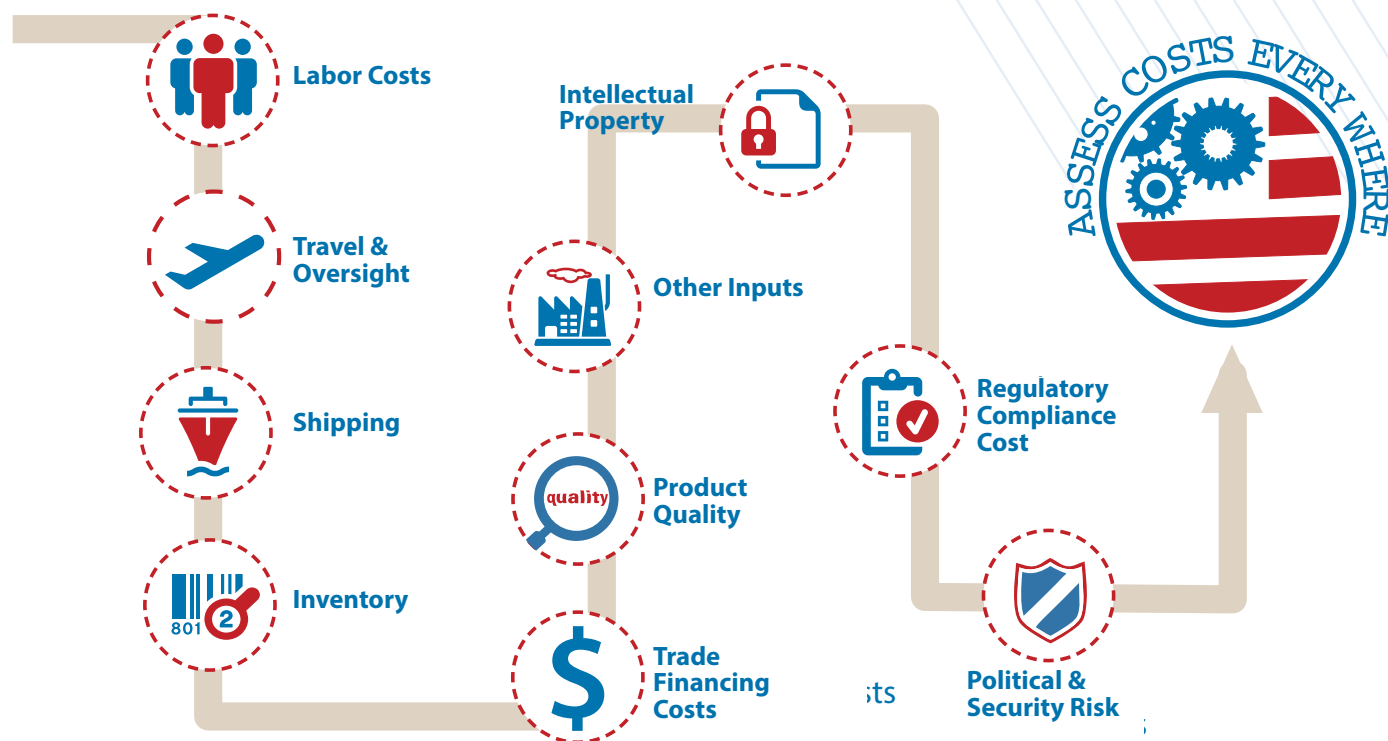 Labor Costs
Travel &
Oversight
Shipping
801
2
Inventory
Trade
Financing
Costs
quality
Product
Quality
Other Inputs
Intellectual
Property
Regulatory
Compliance
Cost
Political &
Security Risk
sts
ASSESS COSTS EVERY WHERE